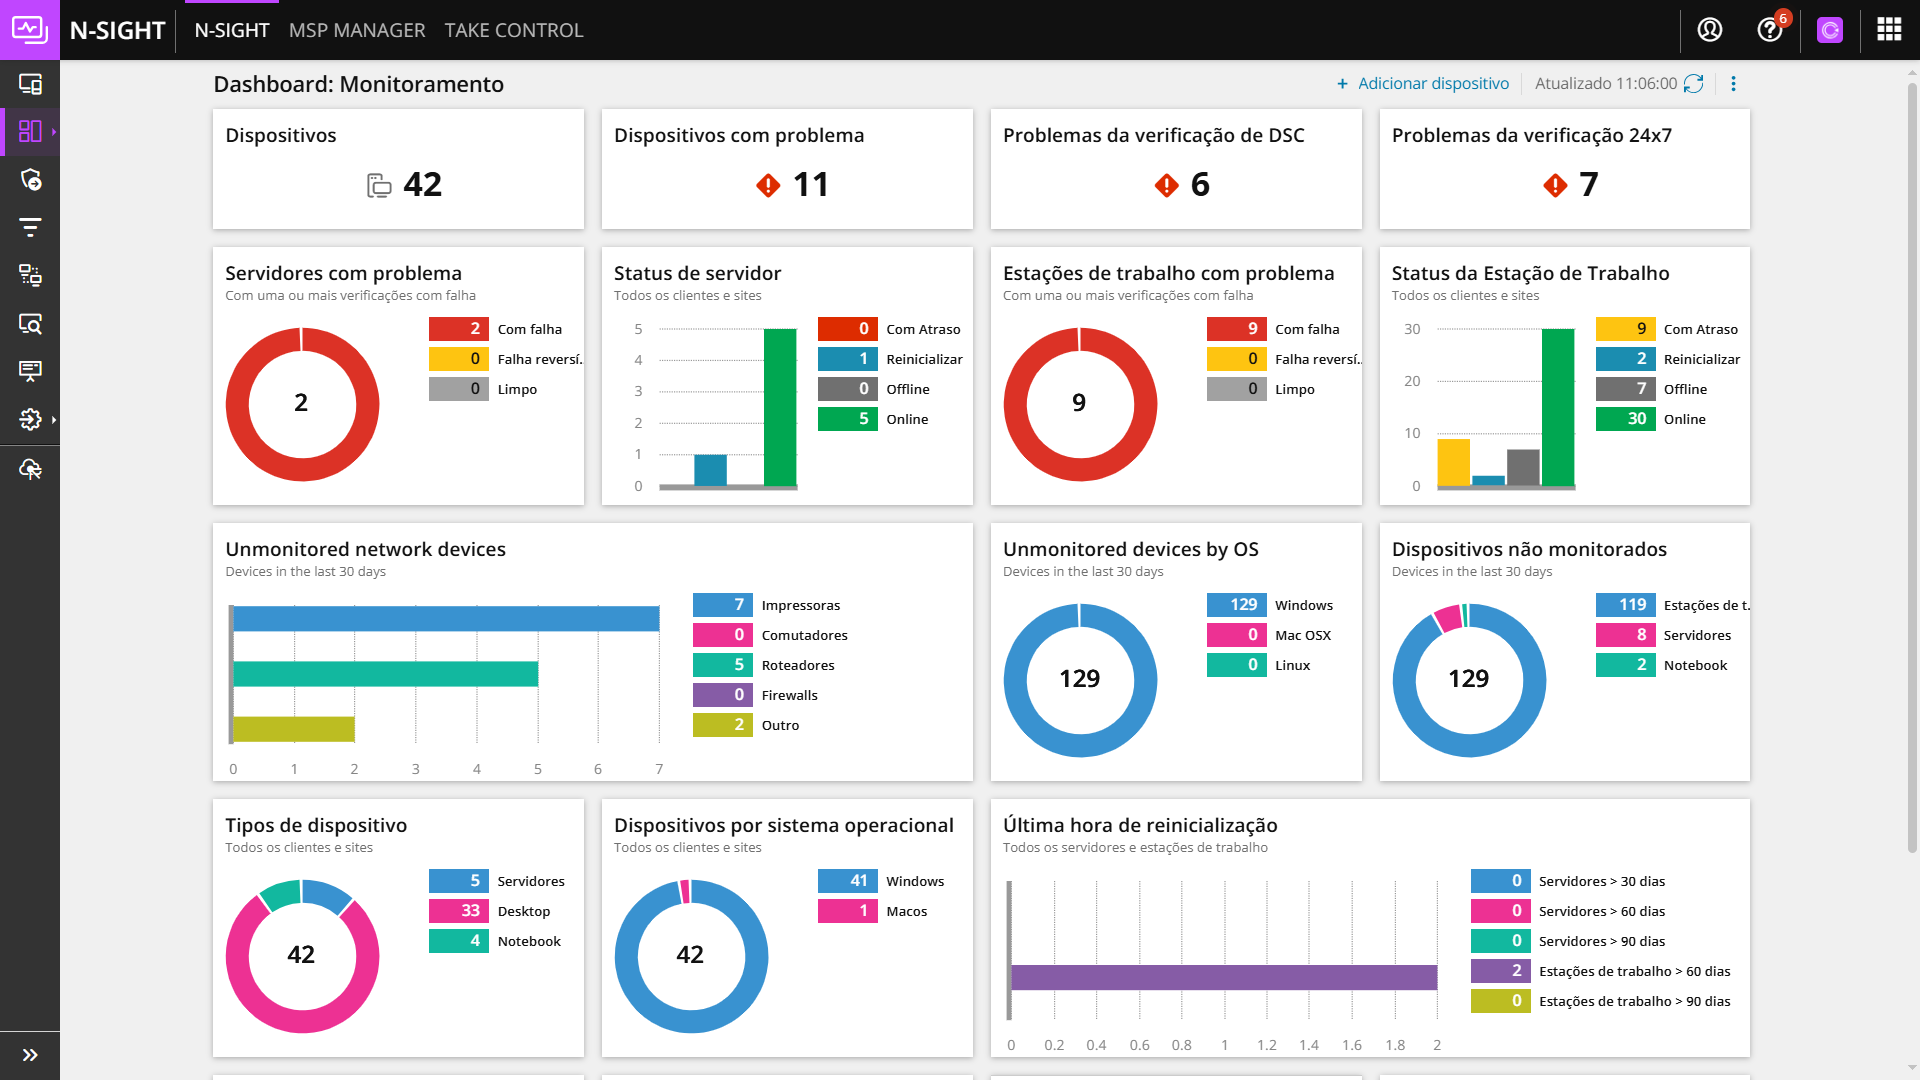 N-SIGHT
N-SIGHT MSP MANAGER TAKE CONTROL
6
Dashboard: Monitoramento
+ Adicionar dispositivo
Atualizado 11:06:00
Dispositivos
42
Dispositivos com problema
11
Problemas da verificação de DSC
6
Problemas da verificação 24x7
7
Servidores com problema
Com uma ou mais verificações com falha
2
2 Com falha
0 Falha reversí..
0 Limpo
Status de servidor
Todos os clientes e sites
5
4
3
2
1
0
0 Com Atraso
1 Reinicializar
0 Offline
5 Online
Estações de trabalho com problema
Com uma ou mais verificações com falha
9
9 Com falha
0 Falha reversí..
0 Limpo
Status da Estação de Trabalho
Todos os clientes e sites
30
20
10
0
9 Com Atraso
2 Reinicializar
7 Offline
30 Online
Unmonitored network devices
Devices in the last 30 days
0 1 2 3 4 5 6 7
7 Impressoras
0 Comutadores
5 Roteadores
0 Firewalls
2 Outro
Unmonitored devices by OS
Devices in the last 30 days
129
129 Windows
0 Mac OSX
0 Linux
Dispositivos não monitorados
Devices in the last 30 days
129
119 Estações de t.
8 Servidores
2 Notebook
Tipos de dispositivo
Todos os clientes e sites
42
5 Servidores
33 Desktop
4 Notebook
Dispositivos por sistema operacional
Todos os clientes e sites
42
41 Windows
1 Macos
Última hora de reinicialização
Todos os servidores e estações de trabalho
0 0.2 0.4 0.6 0.8 1 1.2 1.4 1.6 1.8 2
0 Servidores > 30 dias
0 Servidores > 60 dias
0 Servidores > 90 dias
2 Estações de trabalho > 60 dias
0 Estações de trabalho > 90 dias